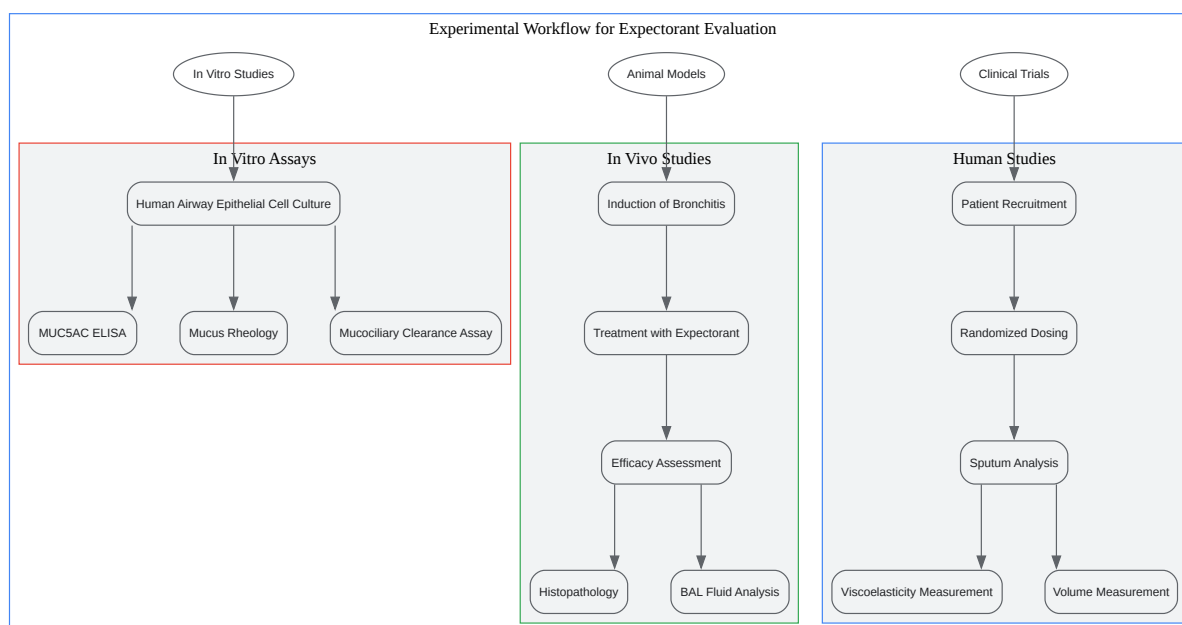 Experimental Workflow for Expectorant Evaluation
In Vitro Studies
Animal Models
Clinical Trials
In Vitro Assays
In Vivo Studies
Human Studies
Human Airway Epithelial Cell Culture
Induction of Bronchitis
Patient Recruitment
MUC5AC ELISA
Mucus Rheology
Mucociliary Clearance Assay
Treatment with Expectorant
Randomized Dosing
Efficacy Assessment
Sputum Analysis
Histopathology
BAL Fluid Analysis
Viscoelasticity Measurement
Volume Measurement